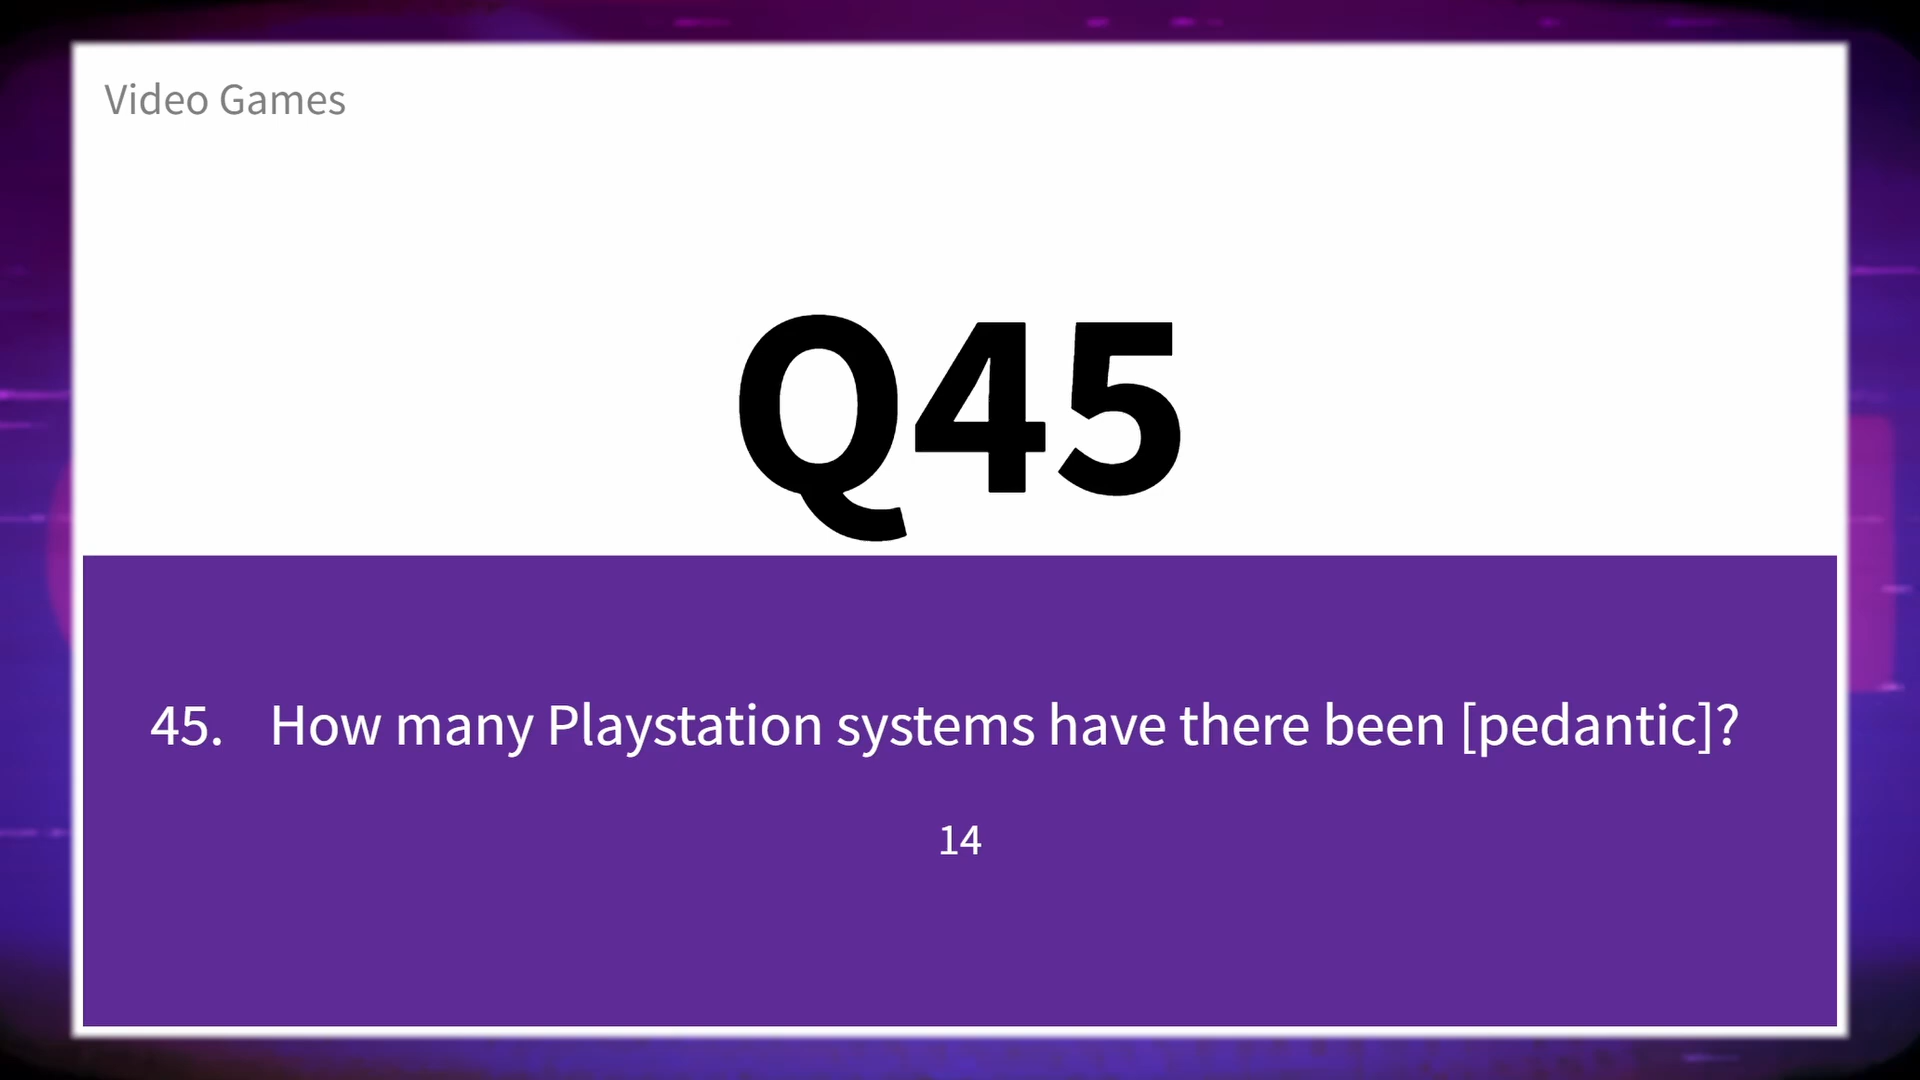 Video Games
Q45
45. How many Playstation systems have there been [pedantic]?
14